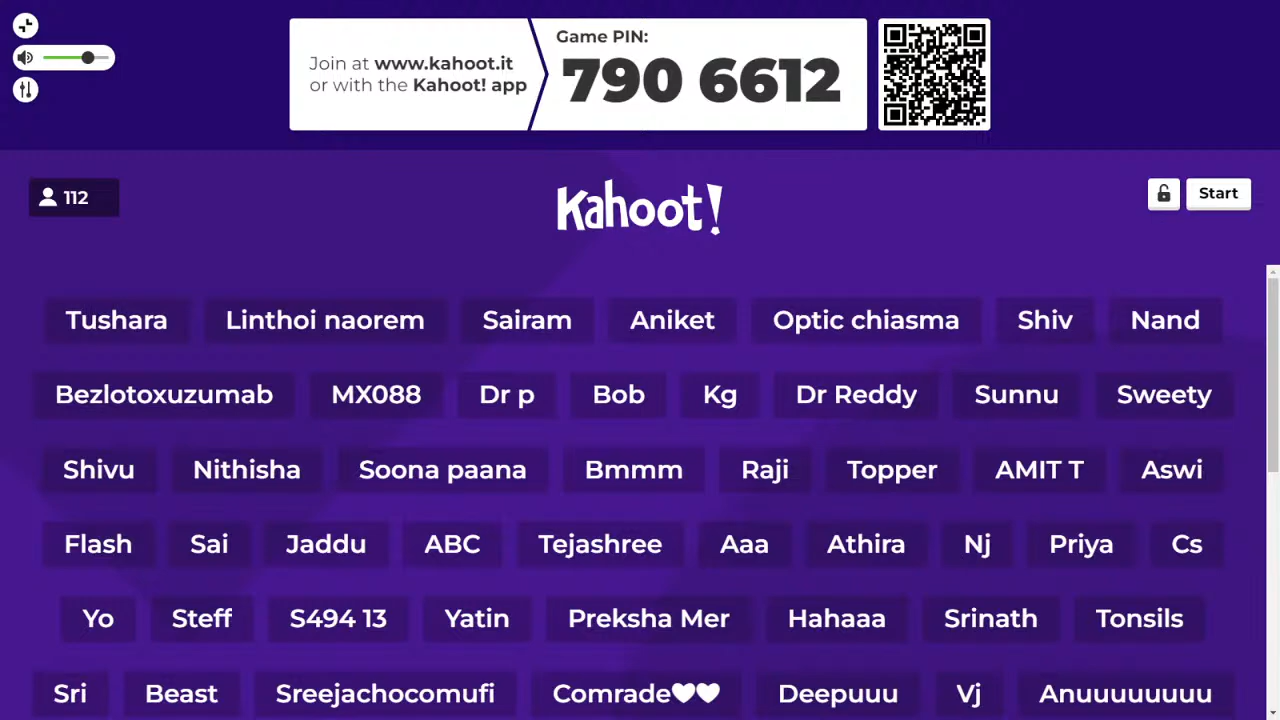 Join at www.kahoot.it
or with the Kahoot! app
Game PIN:
790 6612
112
Kahoot!
Start
Tushara Linthoi naorem Sairam Aniket Optic chiasma Shiv Nand
Bezlotoxuzumab MX088 Dr p Bob Kg Dr Reddy Sunnu Sweety
Shivu Nithisha Soona paana Bmmm Raji Topper AMIT T Aswi
Flash Sai Jaddu ABC Tejashree Aaa Athira Nj Priya Cs
Yo Steff S494 13 Yatin Preksha Mer Hahaaa Srinath Tonsils
Sri Beast Sreejachocomufi Comrade🤍🤍 Deepuuu Vj Anuuuuuuuu